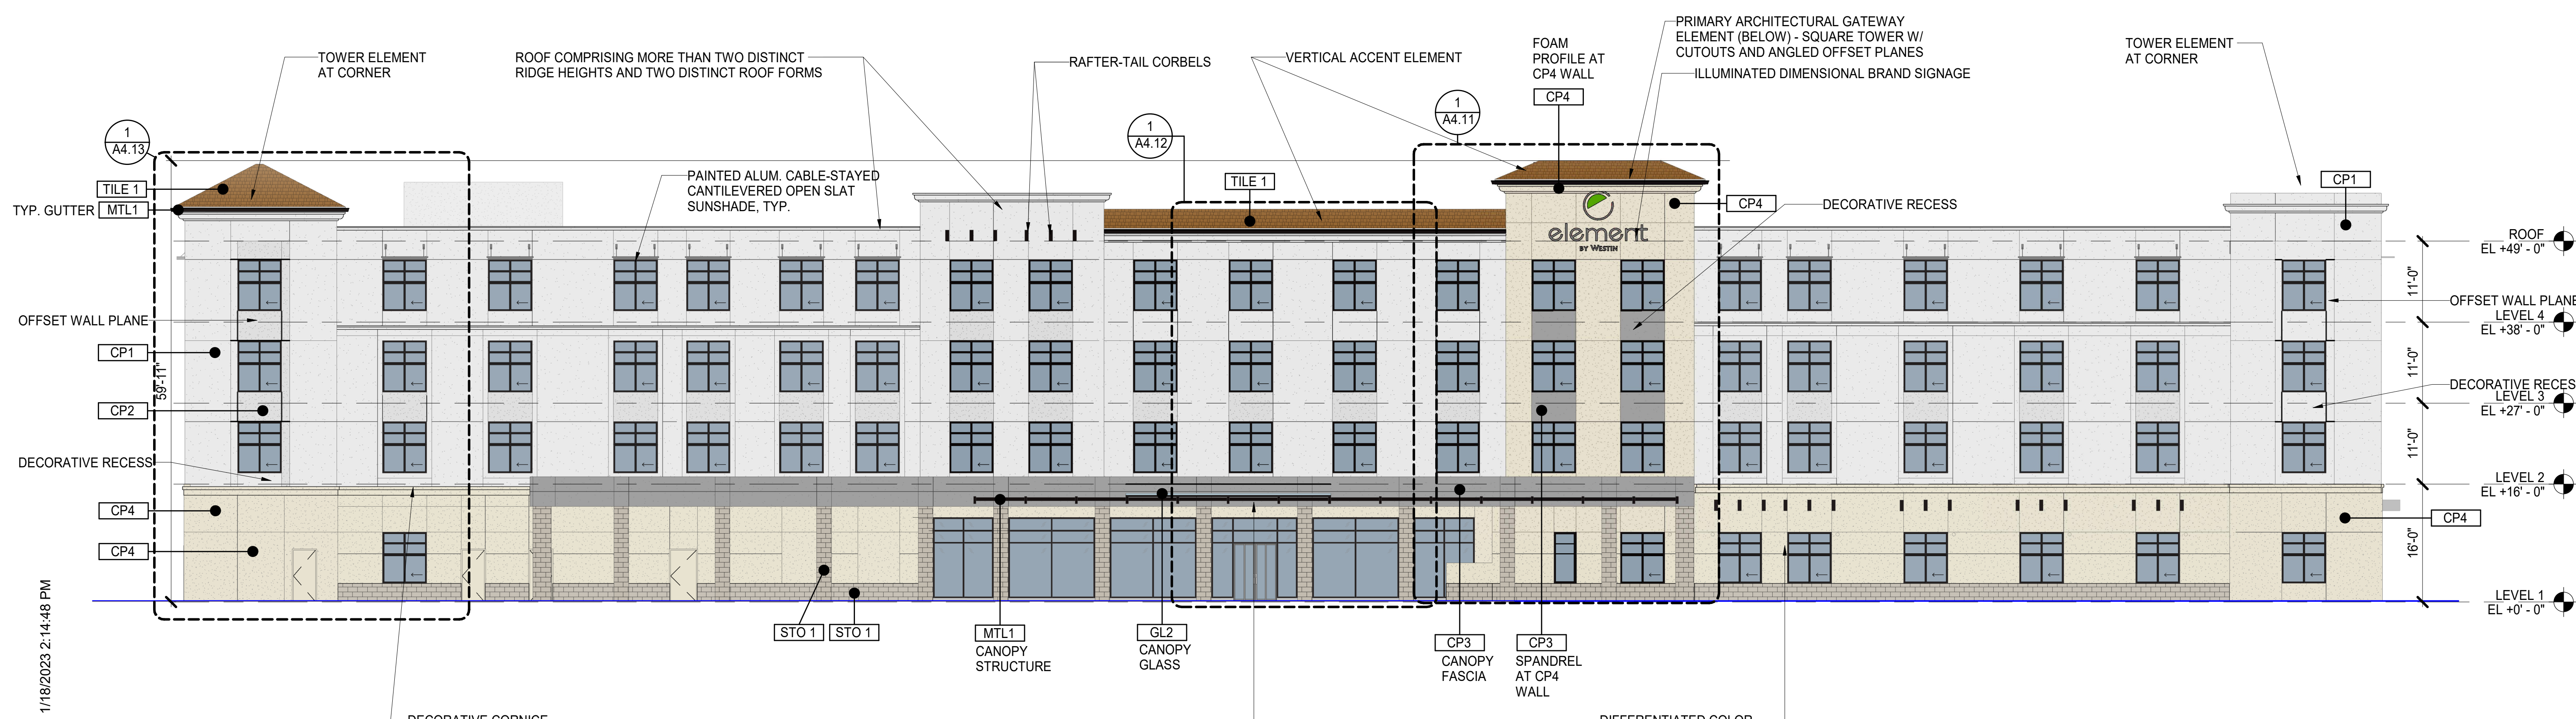 TOWER ELEMENT
AT CORNER
ROOF COMPRISING MORE THAN TWO DISTINCT
RIDGE HEIGHTS AND TWO DISTINCT ROOF FORMS
RAFTER-TAIL CORBELS
VERTICAL ACCENT ELEMENT
FOAM
PROFILE AT
CP4 WALL
CP4
PRIMARY ARCHITECTURAL GATEWAY
ELEMENT (BELOW) - SQUARE TOWER W/
CUTOUTS AND ANGLED OFFSET PLANES
ILLUMINATED DIMENSIONAL BRAND SIGNAGE
TOWER ELEMENT
AT CORNER
1
A4.13
1
A4.12
1
A4.11
TILE 1
TYP. GUTTER
MTL1
PAINTED ALUM. CABLE-STAYED
CANTILEVERED OPEN SLAT
SUNSHADE, TYP.
TILE 1
CP4
DECORATIVE RECESS
CP1
element
BY WESTIN
ROOF
EL +49' - 0"
11'-0"
OFFSET WALL PLANE
OFFSET WALL PLANE
LEVEL 4
EL +38' - 0"
CP1
59'-11"
11'-0"
DECORATIVE RECES
LEVEL 3
EL +27' - 0"
CP2
11'-0"
DECORATIVE RECESS
LEVEL 2
EL +16' - 0"
CP4
CP4
CP4
16'-0"
LEVEL 1
EL +0' - 0"
STO 1
STO 1
MTL1
CANOPY
STRUCTURE
GL2
CANOPY
GLASS
CP3
CANOPY
FASCIA
CP3
SPANDREL
AT CP4
WALL
1/18/2023 2:14:48 PM
DECORATIVE CORNICE
DIFFERENTIATED COLOR